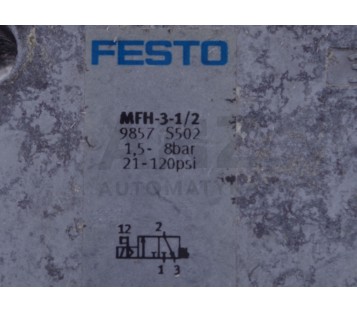 FESTO
MFH-3-1/2
9857 S502
1,5- 8bar
21-120psi
12 2
1 3